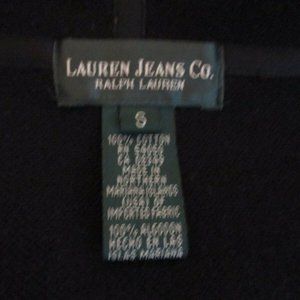 LAUREN JEANS CO.
RALPH LAUREN
S
100% COTTON
MADE IN
NORTHERN
MARIANA ISLANDS
(USA) OF
IMPORTED FABRIC
100% ALGODON
HECHO EN LAS
ISLAS MARIANA